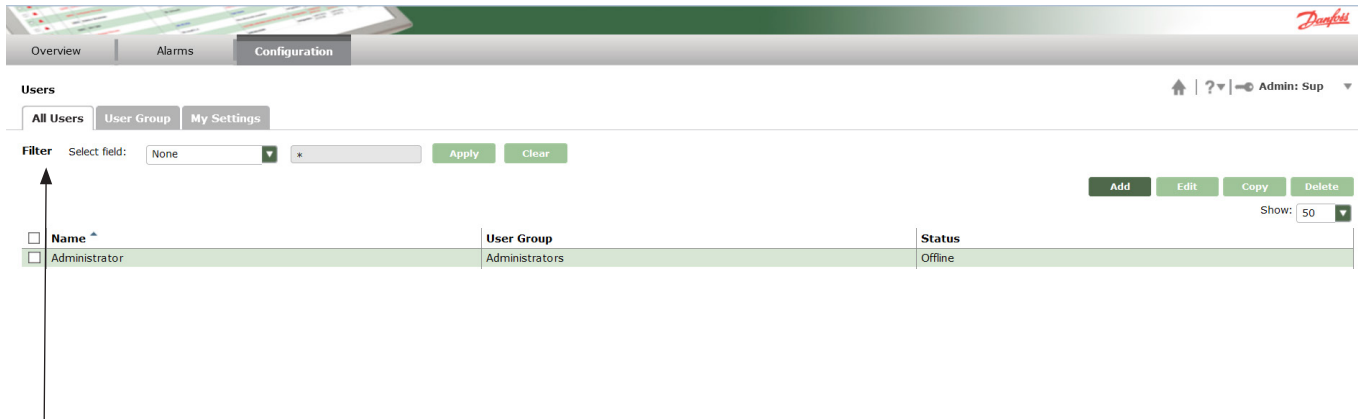 Danfoss
Overview Alarms Configuration
Users
? Admin: Sup
All Users User Group My Settings
Filter Select field: None * Apply Clear
Add Edit Copy Delete
Show: 50
Name User Group Status
Administrator Administrators Offline